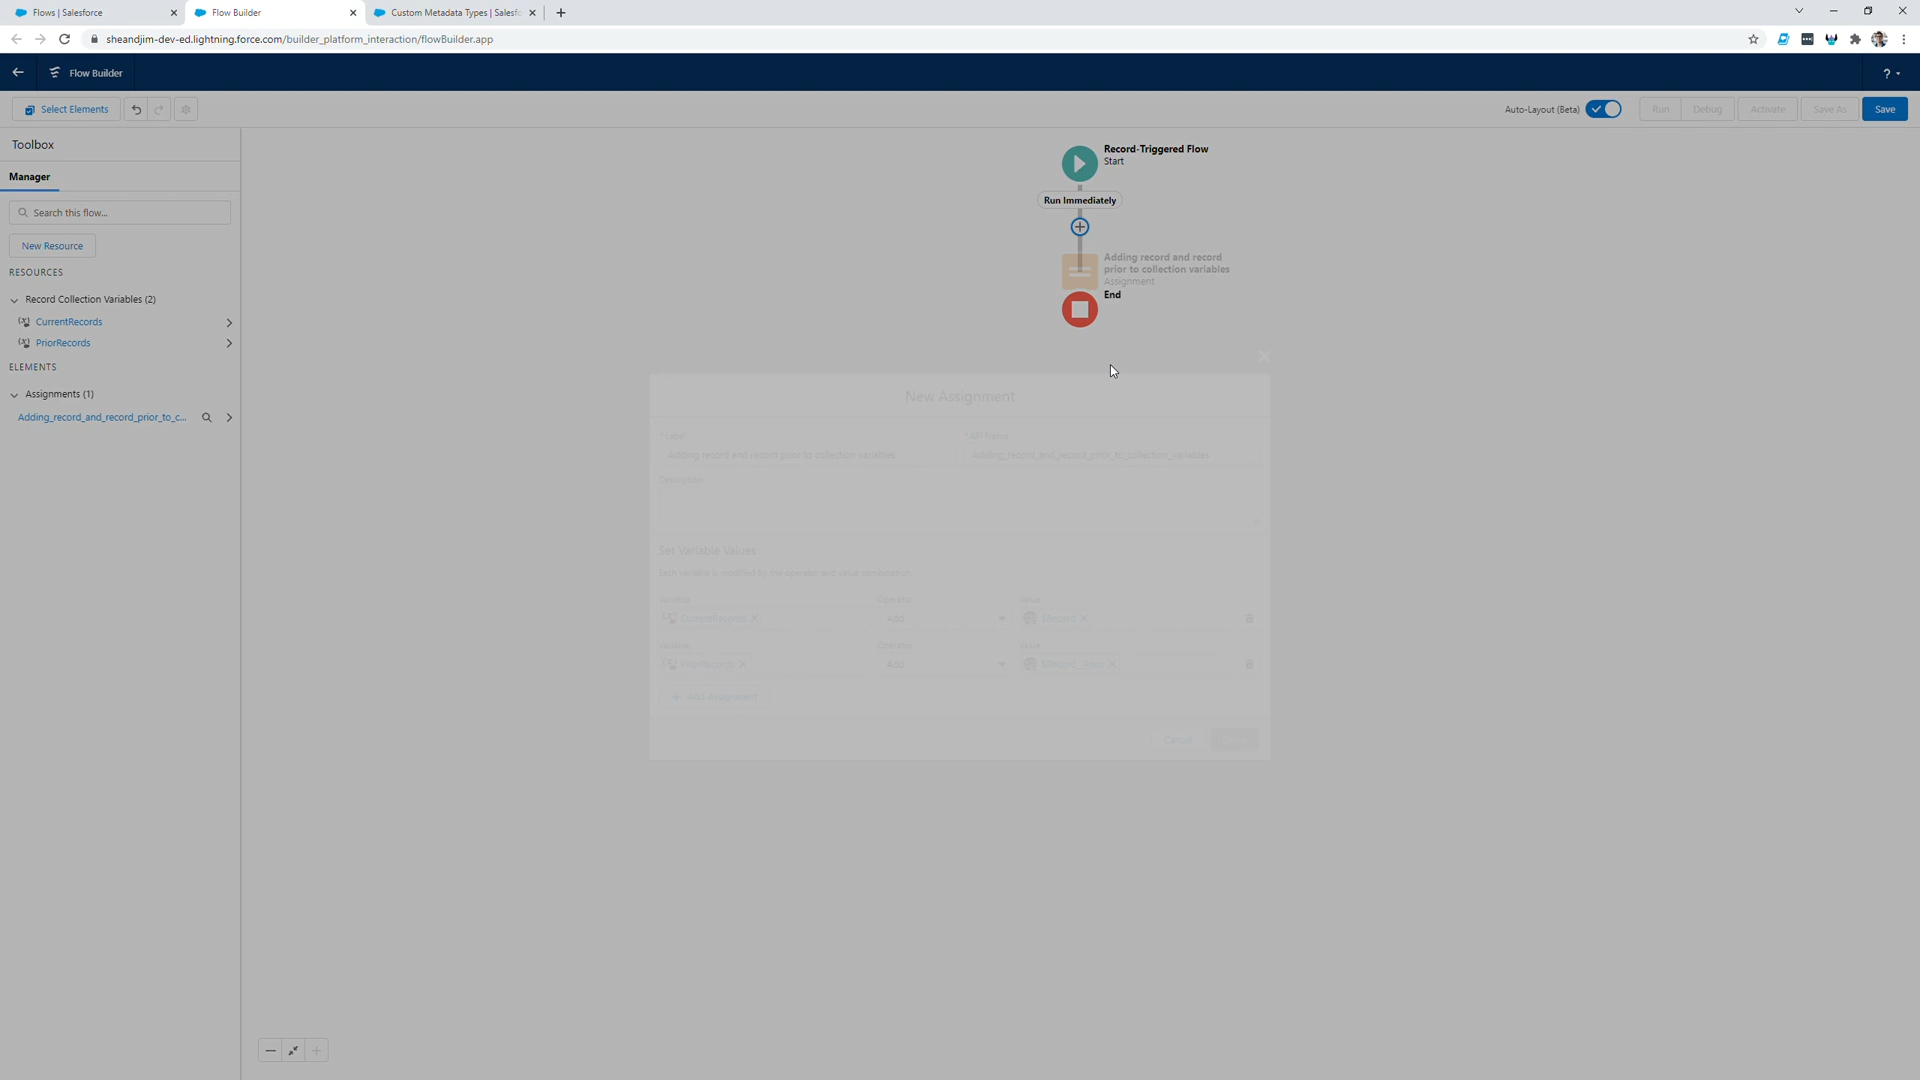 Flows | Salesforce
Flow Builder
Custom Metadata Types | Salesfo
sheandjim-dev-ed.lightning.force.com/builder_platform_interaction/flowBuilder.app
Flow Builder
?
Select Elements
Auto-Layout (Beta)
Run
Debug
Activate
Save As
Save
Toolbox
Manager
Search this flow...
New Resource
RESOURCES
Record Collection Variables (2)
CurrentRecords
PriorRecords
ELEMENTS
Assignments (1)
Adding_record_and_record_prior_to_c...
Record-Triggered Flow
Start
Run Immediately
Adding record and record
prior to collection variables
Assignment
End
New Assignment
* Label
* API Name
Adding record and record prior to collection variables
Adding_record_and_record_prior_to_collection_variables
Description
Set Variable Values
Each variable is modified by the operator and value combination.
Variable
Operator
Value
CurrentRecords
Add
$Record
Variable
Operator
Value
PriorRecords
Add
$Record__Prior
+ Add Assignment
Cancel